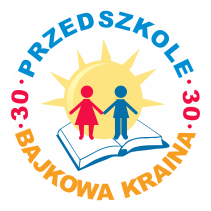 PRZEDSZKOLE
·30· ·30·
BAJKOWA KRAINA